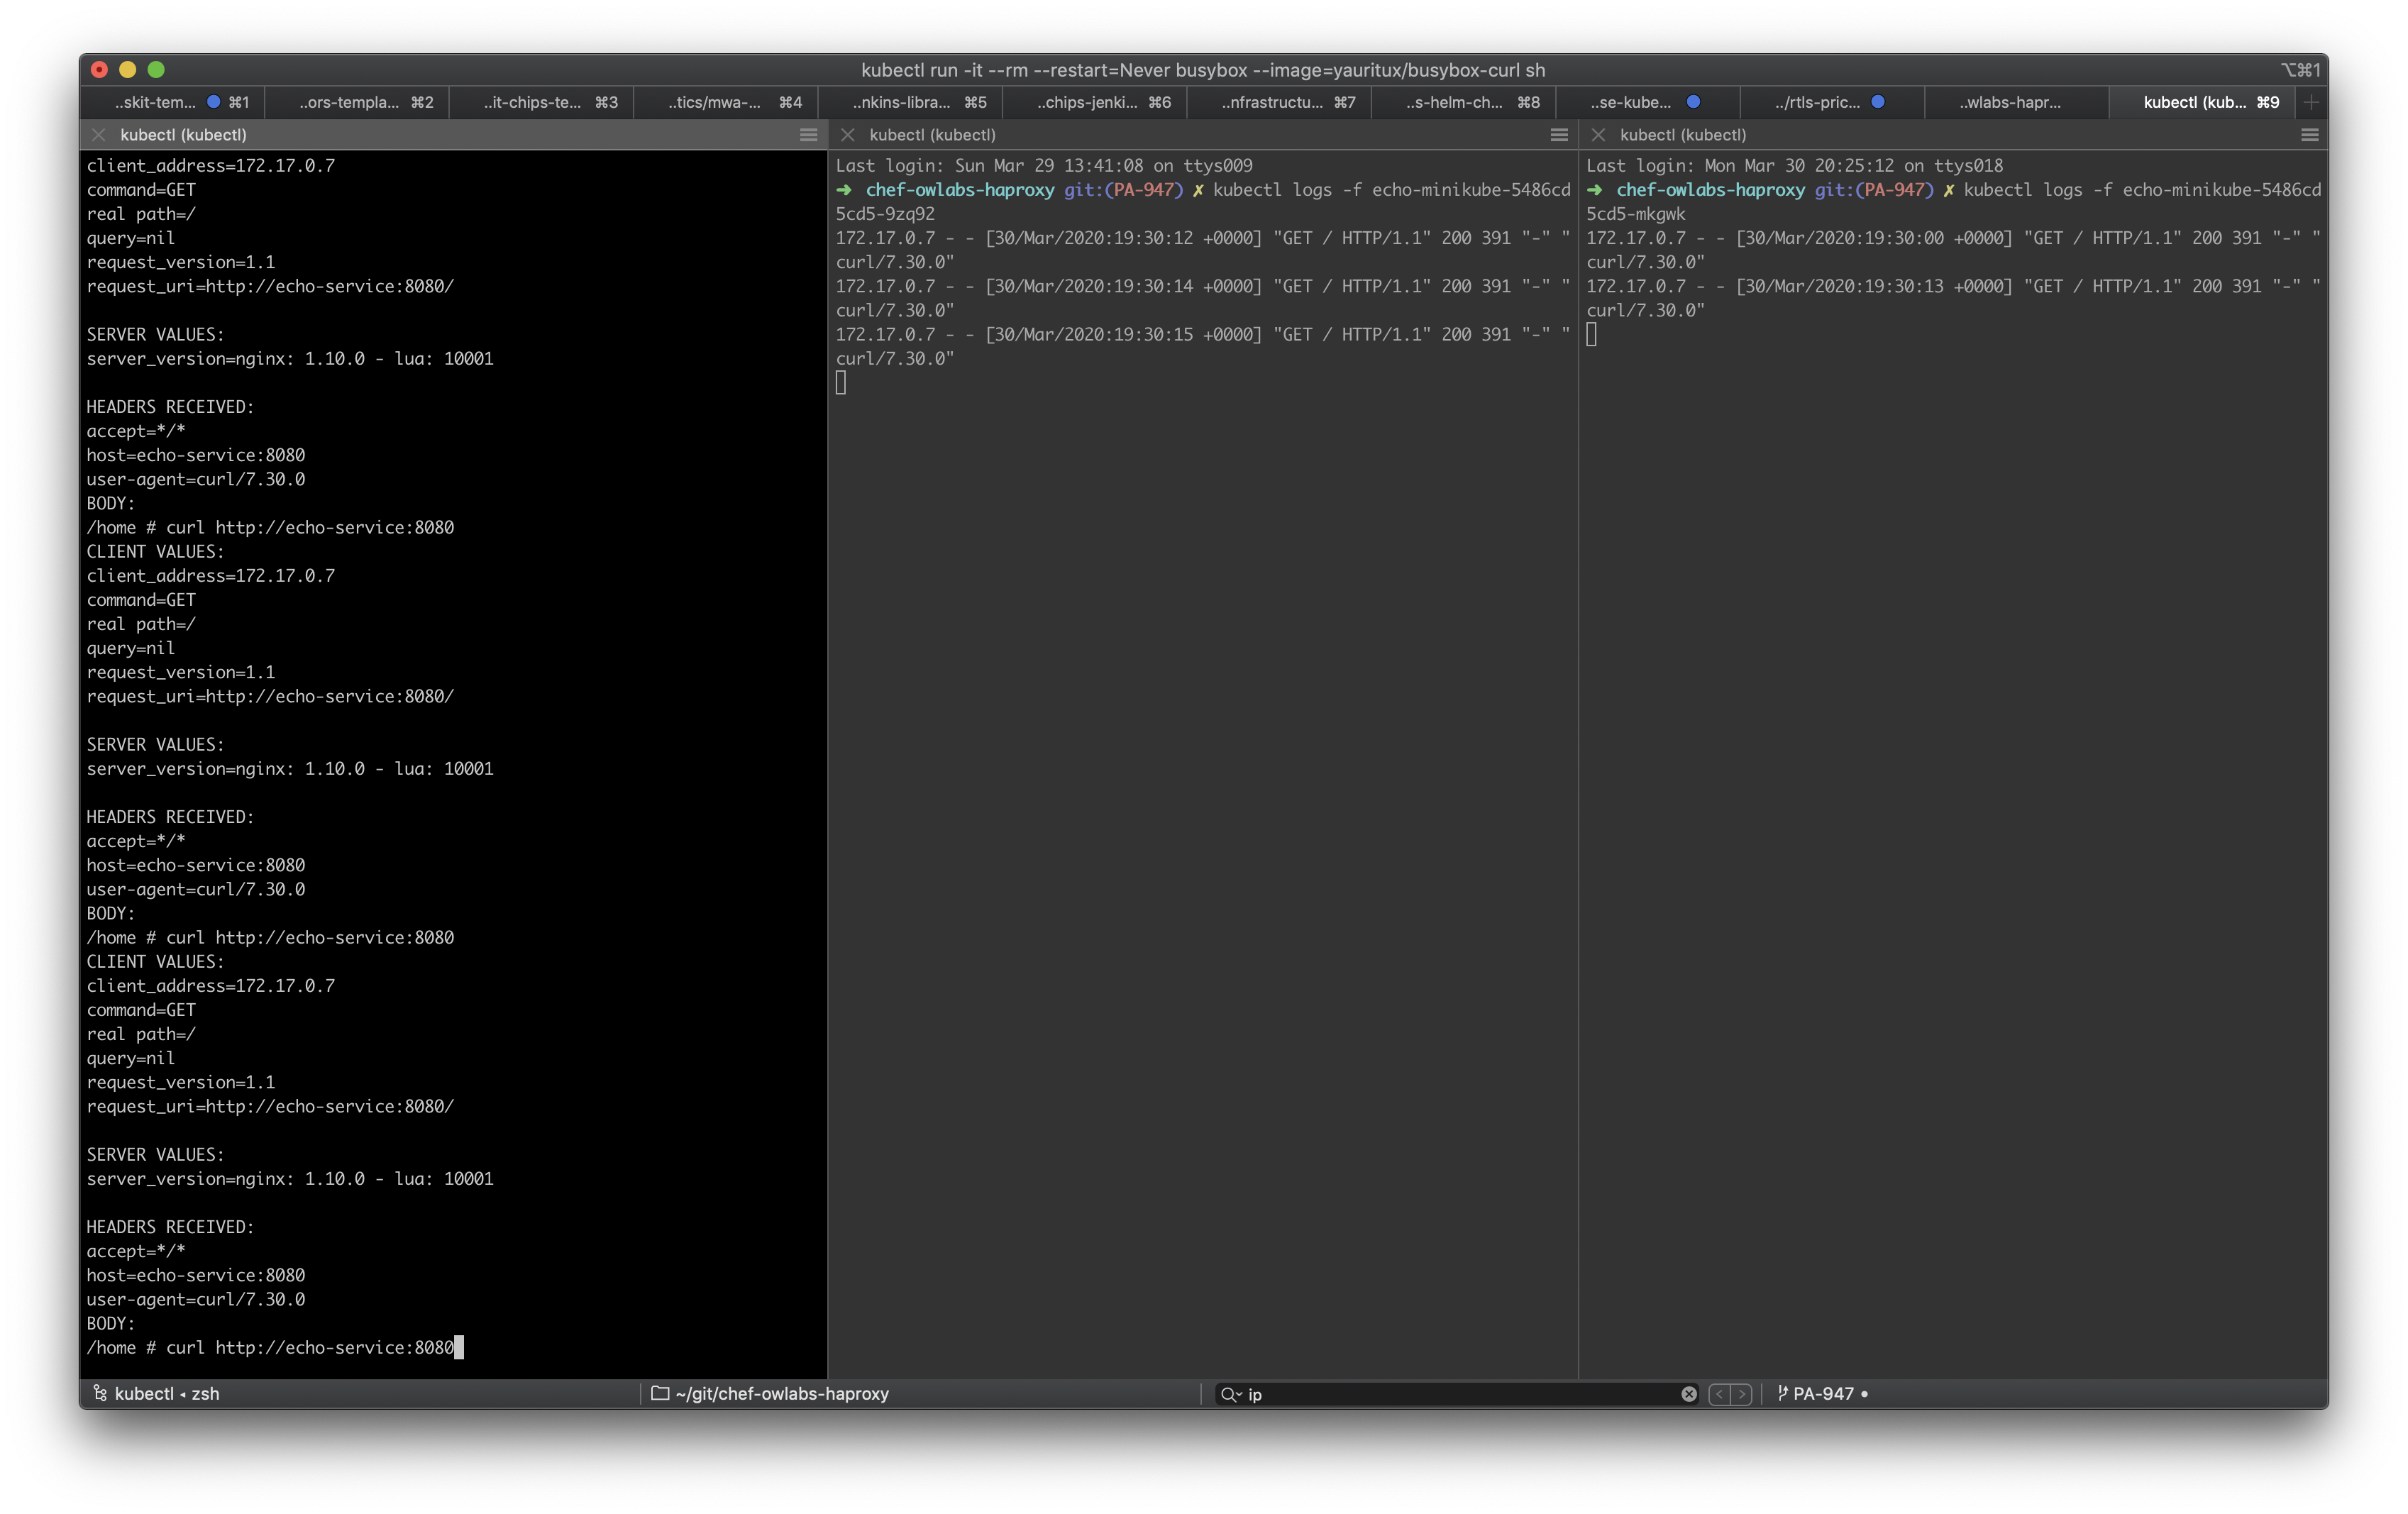 kubectl run -it --rm --restart=Never busybox --image=yauritux/busybox-curl sh
⌥⌘1
..skit-tem... ⌘1
..ors-templa... ⌘2
..it-chips-te... ⌘3
..tics/mwa-... ⌘4
..nkins-libra... ⌘5
..chips-jenki... ⌘6
..nfrastructu... ⌘7
..s-helm-ch... ⌘8
..se-kube...
../rtls-pric...
..wlabs-hapr...
kubectl (kub... ⌘9
kubectl (kubectl)
client_address=172.17.0.7
command=GET
real path=/
query=nil
request_version=1.1
request_uri=http://echo-service:8080/
SERVER VALUES:
server_version=nginx: 1.10.0 - lua: 10001
HEADERS RECEIVED:
accept=*/*
host=echo-service:8080
user-agent=curl/7.30.0
BODY:
/home # curl http://echo-service:8080
CLIENT VALUES:
client_address=172.17.0.7
command=GET
real path=/
query=nil
request_version=1.1
request_uri=http://echo-service:8080/
SERVER VALUES:
server_version=nginx: 1.10.0 - lua: 10001
HEADERS RECEIVED:
accept=*/*
host=echo-service:8080
user-agent=curl/7.30.0
BODY:
/home # curl http://echo-service:8080
CLIENT VALUES:
client_address=172.17.0.7
command=GET
real path=/
query=nil
request_version=1.1
request_uri=http://echo-service:8080/
SERVER VALUES:
server_version=nginx: 1.10.0 - lua: 10001
HEADERS RECEIVED:
accept=*/*
host=echo-service:8080
user-agent=curl/7.30.0
BODY:
/home # curl http://echo-service:8080
kubectl (kubectl)
Last login: Sun Mar 29 13:41:08 on ttys009
➜ chef-owlabs-haproxy git:(PA-947) ✗ kubectl logs -f echo-minikube-5486cd
5cd5-9zq92
172.17.0.7 - - [30/Mar/2020:19:30:12 +0000] "GET / HTTP/1.1" 200 391 "-" "
curl/7.30.0"
172.17.0.7 - - [30/Mar/2020:19:30:14 +0000] "GET / HTTP/1.1" 200 391 "-" "
curl/7.30.0"
172.17.0.7 - - [30/Mar/2020:19:30:15 +0000] "GET / HTTP/1.1" 200 391 "-" "
curl/7.30.0"
kubectl (kubectl)
Last login: Mon Mar 30 20:25:12 on ttys018
➜ chef-owlabs-haproxy git:(PA-947) ✗ kubectl logs -f echo-minikube-5486cd
5cd5-mkgwk
172.17.0.7 - - [30/Mar/2020:19:30:00 +0000] "GET / HTTP/1.1" 200 391 "-" "
curl/7.30.0"
172.17.0.7 - - [30/Mar/2020:19:30:13 +0000] "GET / HTTP/1.1" 200 391 "-" "
curl/7.30.0"
kubectl ◂ zsh
~/git/chef-owlabs-haproxy
ip
PA-947 •